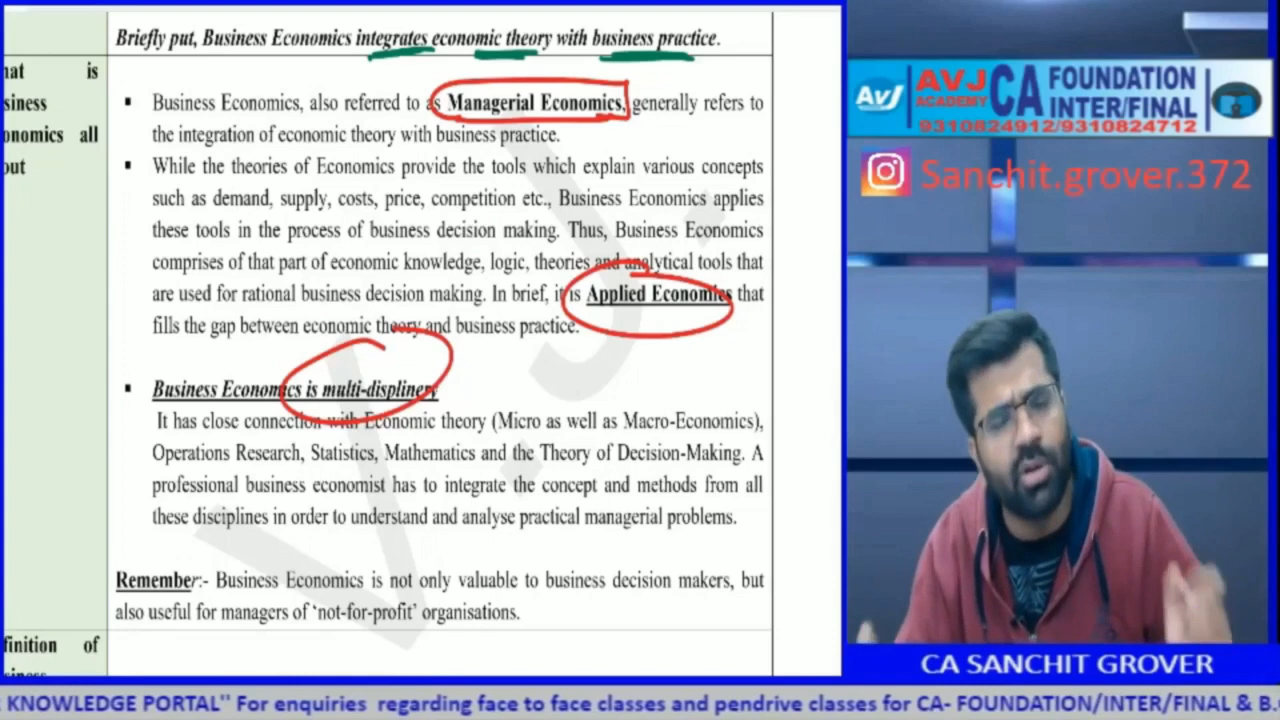 Briefly put, Business Economics integrates economic theory with business practice.
hat is
siness
onomics all
out
▪ Business Economics, also referred to as Managerial Economics, generally refers to
the integration of economic theory with business practice.
▪ While the theories of Economics provide the tools which explain various concepts
such as demand, supply, costs, price, competition etc., Business Economics applies
these tools in the process of business decision making. Thus, Business Economics
comprises of that part of economic knowledge, logic, theories and analytical tools that
are used for rational business decision making. In brief, it is Applied Economics that
fills the gap between economic theory and business practice.
▪ Business Economics is multi-displinery
It has close connection with Economic theory (Micro as well as Macro-Economics),
Operations Research, Statistics, Mathematics and the Theory of Decision-Making. A
professional business economist has to integrate the concept and methods from all
these disciplines in order to understand and analyse practical managerial problems.
Remember:- Business Economics is not only valuable to business decision makers, but
also useful for managers of 'not-for-profit' organisations.
finition of
V.J.
AVJ
AVJ
ACADEMY
CA
FOUNDATION
INTER/FINAL
9310824912/9310824712
Sanchit.grover.372
CA SANCHIT GROVER
KNOWLEDGE PORTAL" For enquiries regarding face to face classes and pendrive classes for CA- FOUNDATION/INTER/FINAL & B.